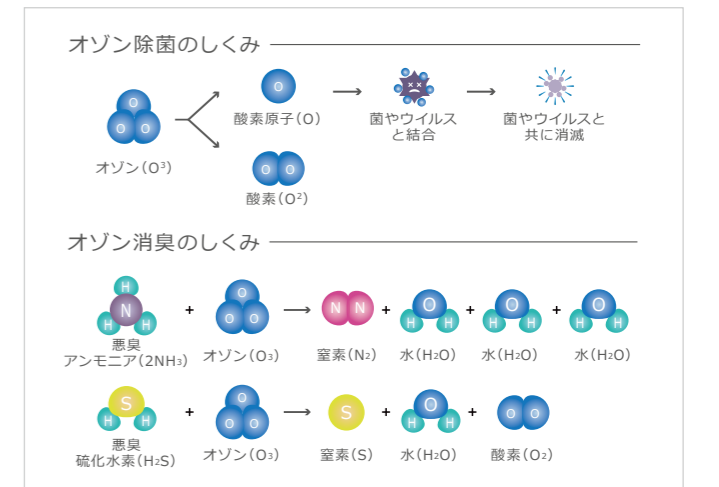 オゾン除菌のしくみ
O
O O
オゾン(O³)
O
酸素原子(O)
菌やウイルス
と結合
菌やウイルスと
共に消滅
O O
酸素(O²)
オゾン消臭のしくみ
H
N
H H
悪臭
アンモニア(2NH₃)
+
O
O O
オゾン(O₃)
N N
窒素(N₂)
+
O
H H
水(H₂O)
+
O
H H
水(H₂O)
+
O
H H
水(H₂O)
S
H H
悪臭
硫化水素(H₂S)
+
O
O O
オゾン(O₃)
S
窒素(S)
+
O
H H
水(H₂O)
+
O O
酸素(O₂)